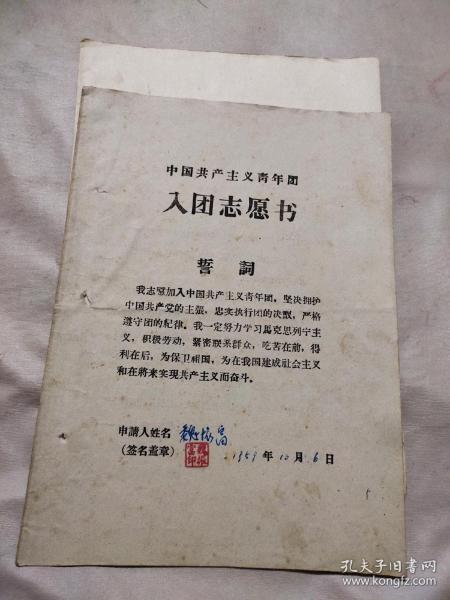 中国共产主义青年团
入团志愿书
誓 詞
我志愿加入中国共产主义青年团，坚决拥护
中国共产党的主張，忠实执行团的决議，严格
遵守团的紀律。我一定努力学习馬克思列宁主
义，积极劳动，紧密联系群众，吃苦在前，得
利在后，为保卫祖国，为在我国建成社会主义
和在将来实现共产主义而奋斗。
申請人姓名 魏振富
(签名盖章)
1959 年 10 月 6 日
孔夫子旧书网
www.kongfz.com